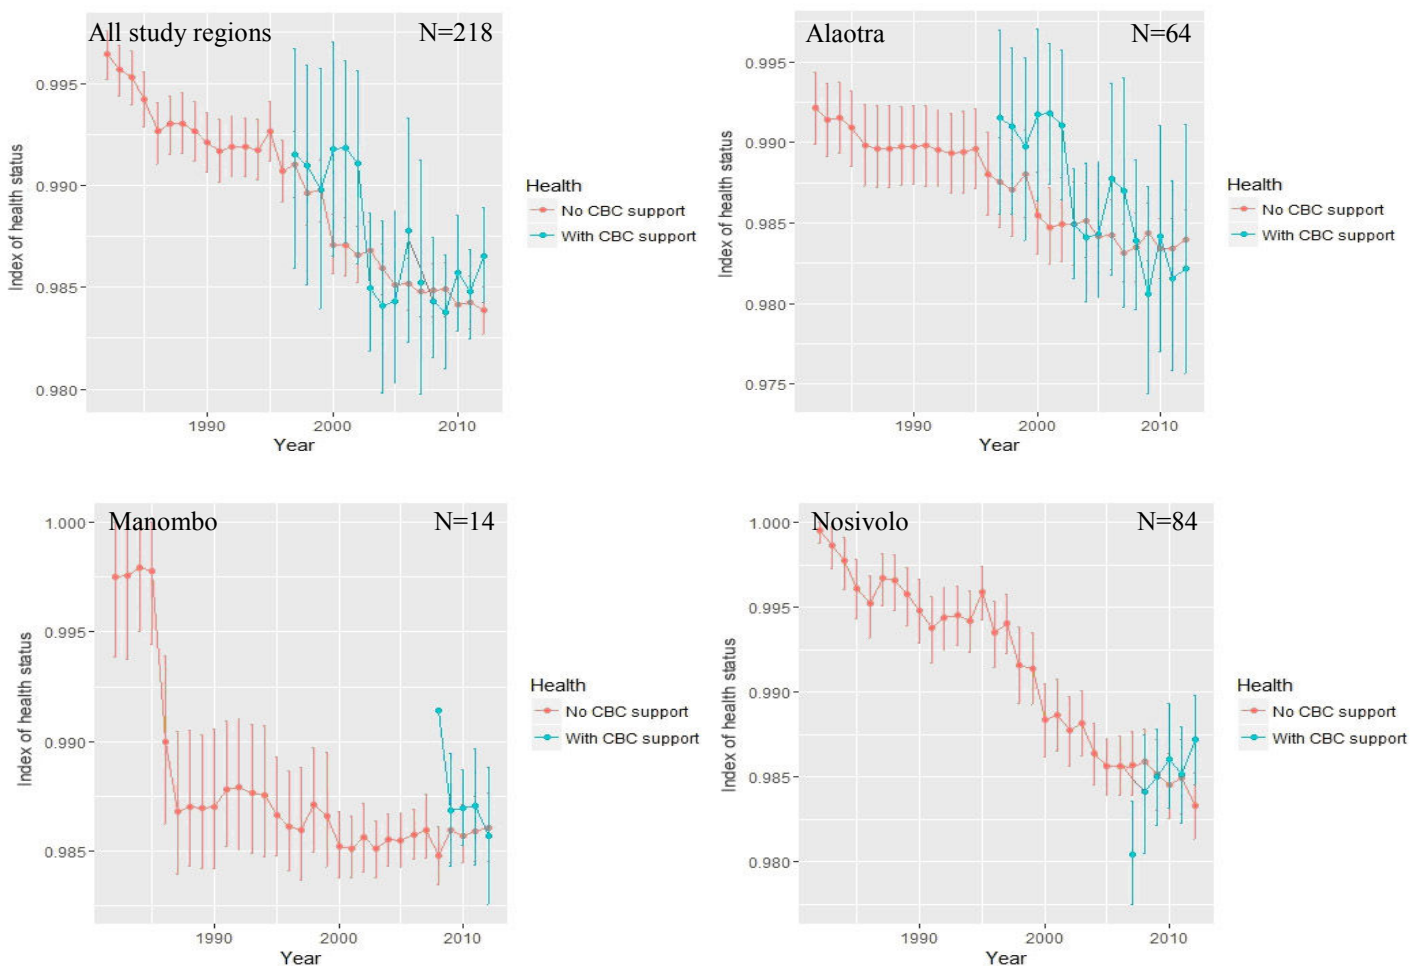 All study regions N=218
0.995
0.990
0.985
0.980
Index of health status
1990 2000 2010
Year
Health
No CBC support
With CBC support
Alaotra N=64
0.995
0.990
0.985
0.980
0.975
Index of health status
1990 2000 2010
Year
Health
No CBC support
With CBC support
Manombo N=14
1.000
0.995
0.990
0.985
Index of health status
1990 2000 2010
Year
Health
No CBC support
With CBC support
Nosivolo N=84
1.000
0.995
0.990
0.985
0.980
Index of health status
1990 2000 2010
Year
Health
No CBC support
With CBC support